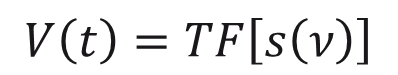 V(t) = TF[s(ν)]